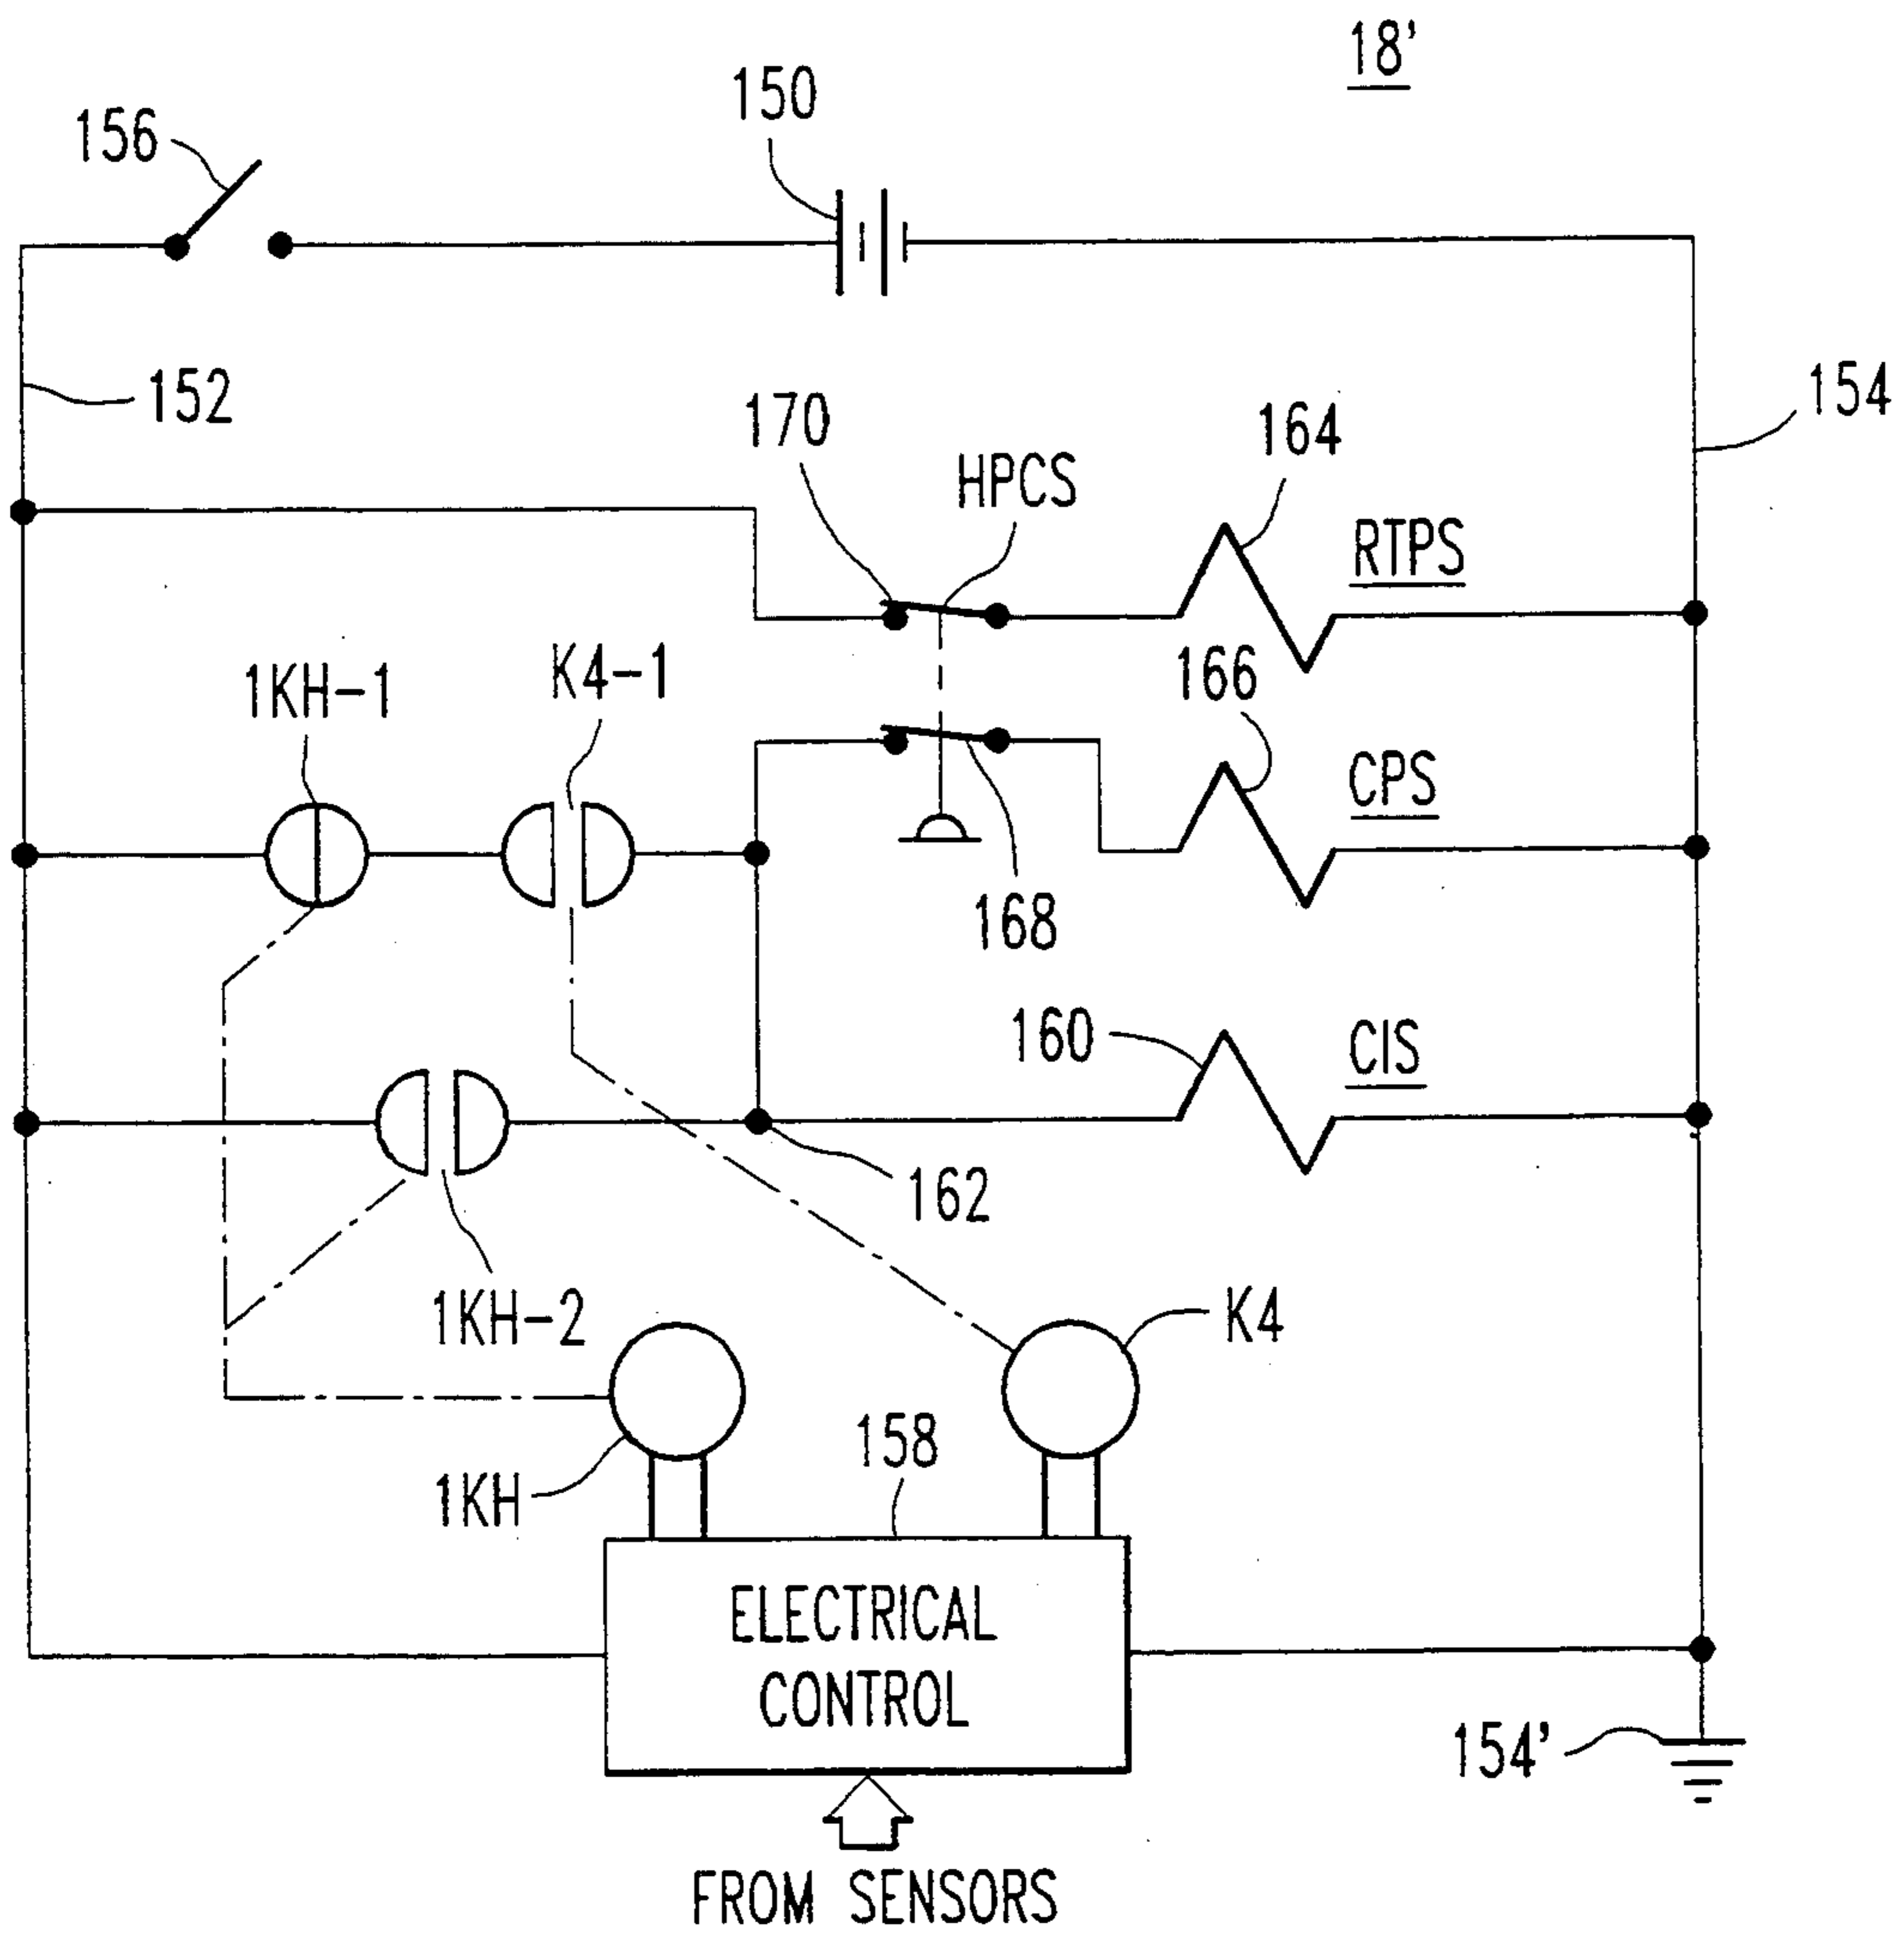 18'
150
156
152
154
170
HPCS
164
RTPS
1KH-1
K4-1
166
CPS
168
160
CIS
162
1KH-2
K4
158
1KH
ELECTRICAL
CONTROL
154'
FROM SENSORS